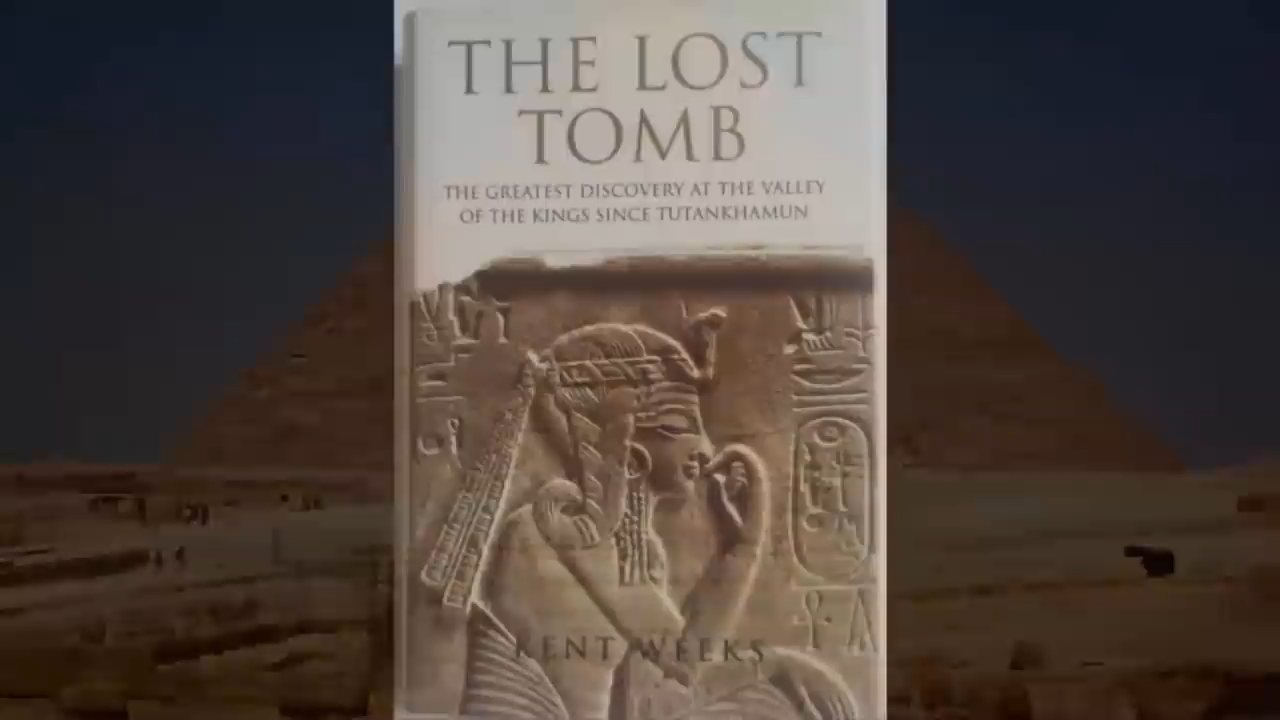 THE LOST
TOMB
THE GREATEST DISCOVERY AT THE VALLEY
OF THE KINGS SINCE TUTANKHAMUN
KENT WEEKS